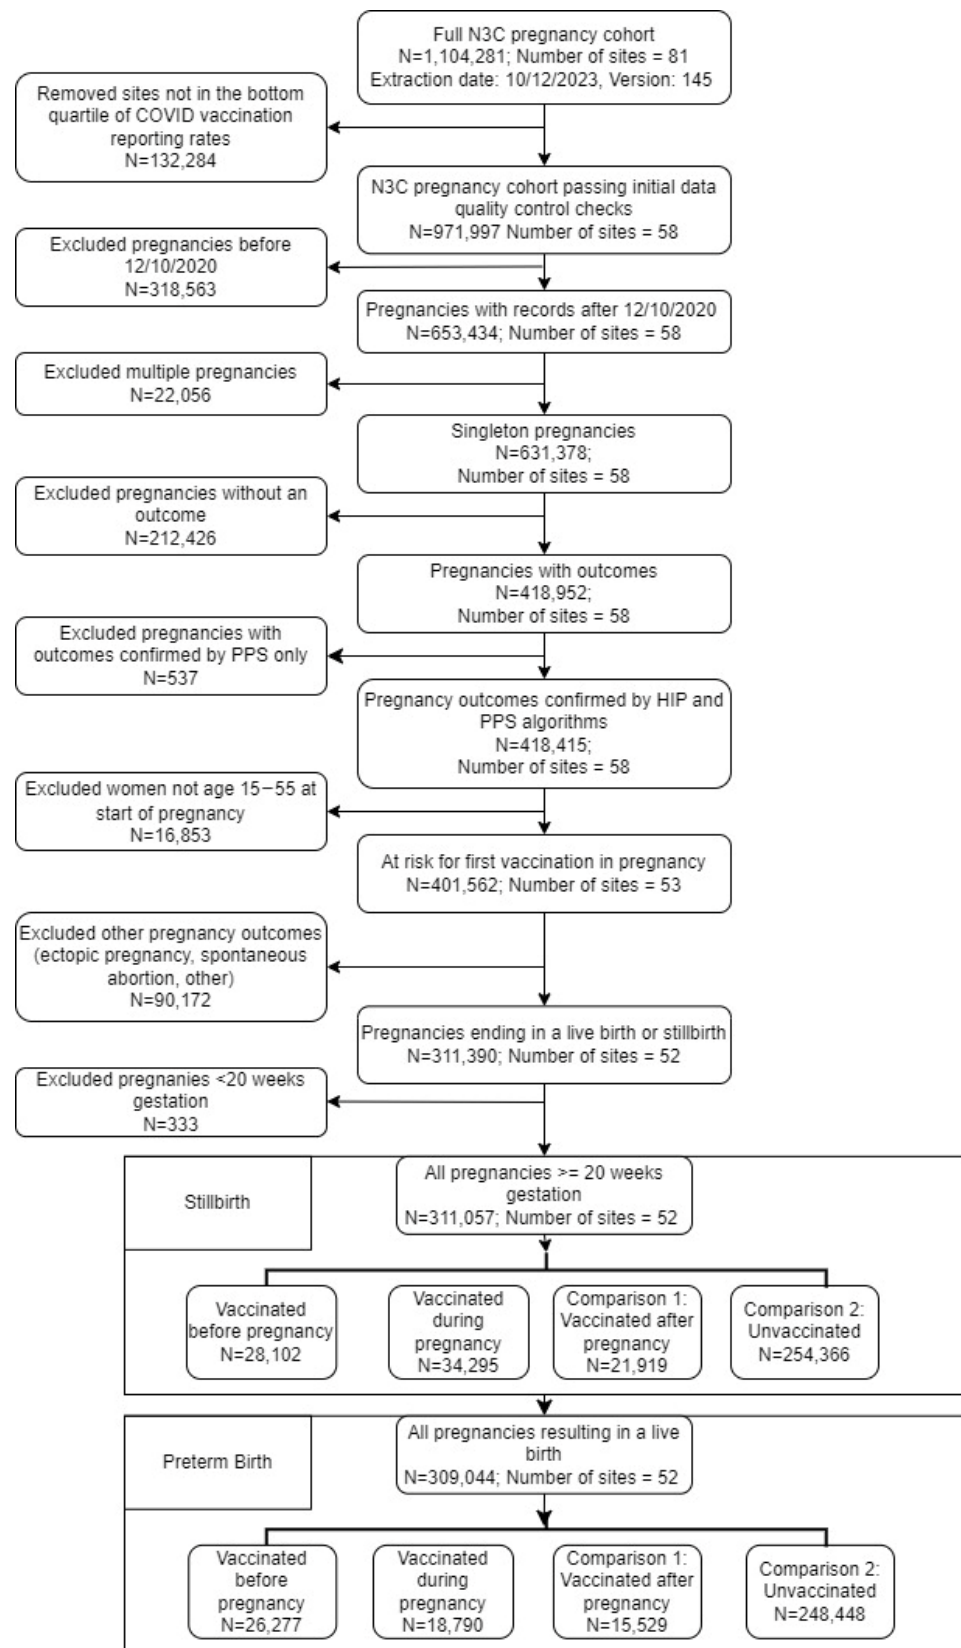 Full N3C pregnancy cohort
N=1,104,281; Number of sites = 81
Extraction date: 10/12/2023, Version: 145
Removed sites not in the bottom
quartile of COVID vaccination
reporting rates
N=132,284
N3C pregnancy cohort passing initial data
quality control checks
N=971,997 Number of sites = 58
Excluded pregnancies before
12/10/2020
N=318,563
Pregnancies with records after 12/10/2020
N=653,434; Number of sites = 58
Excluded multiple pregnancies
N=22,056
Singleton pregnancies
N=631,378;
Number of sites = 58
Excluded pregnancies without an
outcome
N=212,426
Pregnancies with outcomes
N=418,952;
Number of sites = 58
Excluded pregnancies with
outcomes confirmed by PPS only
N=537
Pregnancy outcomes confirmed by HIP and
PPS algorithms
N=418,415;
Number of sites = 58
Excluded women not age 15−55 at
start of pregnancy
N=16,853
At risk for first vaccination in pregnancy
N=401,562; Number of sites = 53
Excluded other pregnancy outcomes
(ectopic pregnancy, spontaneous
abortion, other)
N=90,172
Pregnancies ending in a live birth or stillbirth
N=311,390; Number of sites = 52
Excluded pregnanies <20 weeks
gestation
N=333
Stillbirth
All pregnancies >= 20 weeks
gestation
N=311,057; Number of sites = 52
Vaccinated
before pregnancy
N=28,102
Vaccinated
during
pregnancy
N=34,295
Comparison 1:
Vaccinated after
pregnancy
N=21,919
Comparison 2:
Unvaccinated
N=254,366
Preterm Birth
All pregnancies resulting in a live
birth
N=309,044; Number of sites = 52
Vaccinated
before
pregnancy
N=26,277
Vaccinated
during
pregnancy
N=18,790
Comparison 1:
Vaccinated after
pregnancy
N=15,529
Comparison 2:
Unvaccinated
N=248,448